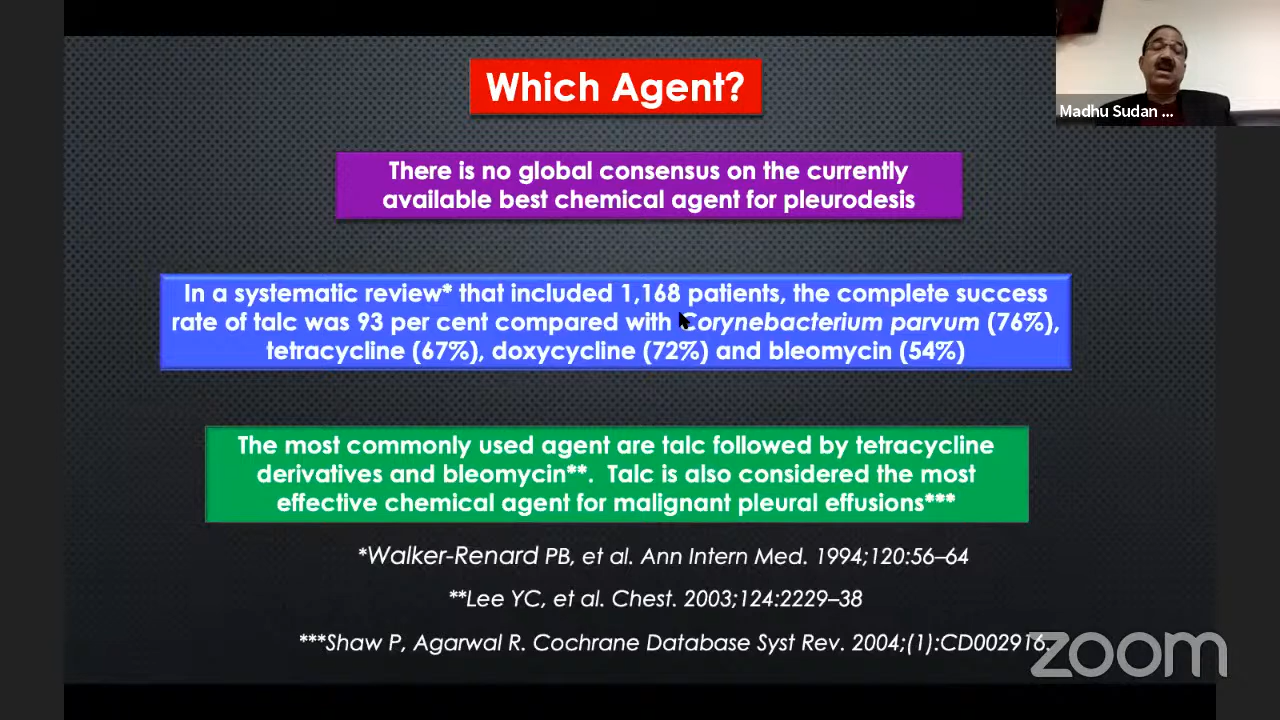 Which Agent?
Madhu Sudan ...
There is no global consensus on the currently
available best chemical agent for pleurodesis
In a systematic review* that included 1,168 patients, the complete success
rate of talc was 93 per cent compared with Corynebacterium parvum (76%),
tetracycline (67%), doxycycline (72%) and bleomycin (54%)
The most commonly used agent are talc followed by tetracycline
derivatives and bleomycin**. Talc is also considered the most
effective chemical agent for malignant pleural effusions***
*Walker-Renard PB, et al. Ann Intern Med. 1994;120:56–64
**Lee YC, et al. Chest. 2003;124:2229–38
***Shaw P, Agarwal R. Cochrane Database Syst Rev. 2004;(1):CD002916.
zoom